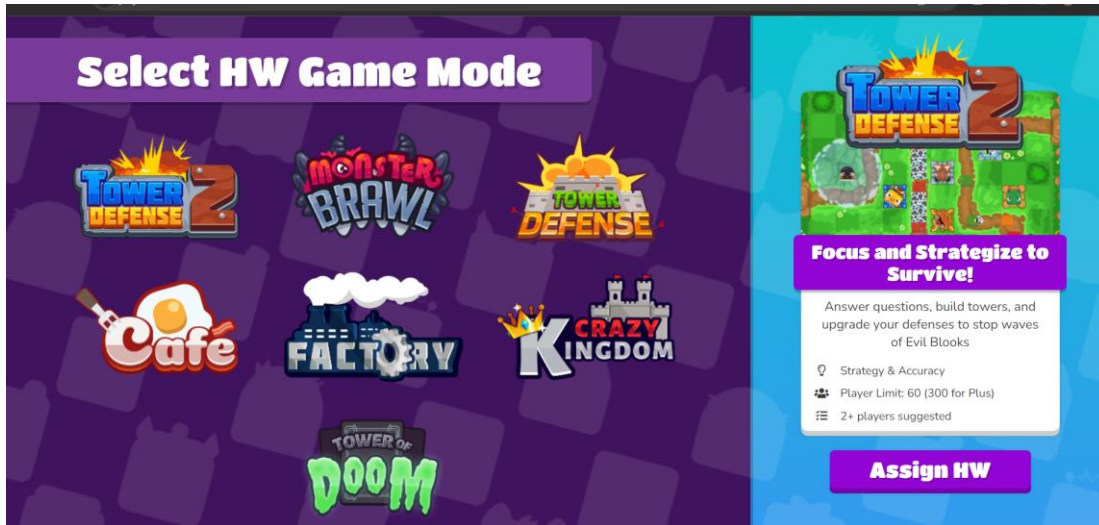 Select HW Game Mode
TOWER
DEFENSE 2
MONSTER
BRAWL
TOWER
DEFENSE
Cafe
FACTORY
CRAZY
KINGDOM
TOWER OF
DOOM
TOWER
DEFENSE 2
Focus and Strategize to
Survive!
Answer questions, build towers, and
upgrade your defenses to stop waves
of Evil Blooks
Strategy & Accuracy
Player Limit: 60 (300 for Plus)
2+ players suggested
Assign HW